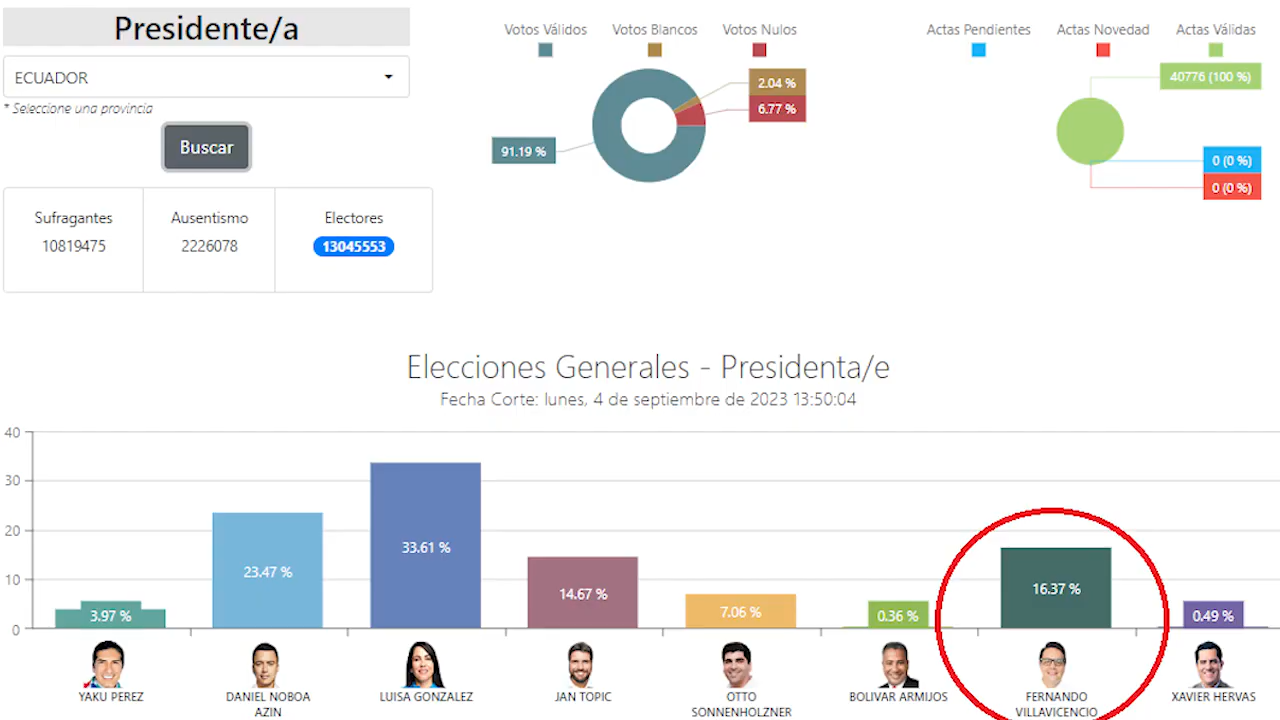 Presidente/a
ECUADOR
* Seleccione una provincia
Buscar
Sufragantes
10819475
Ausentismo
2226078
Electores
13045553
Votos Válidos
Votos Blancos
Votos Nulos
2.04 %
6.77 %
91.19 %
Actas Pendientes
Actas Novedad
Actas Válidas
40776 (100 %)
0 (0 %)
0 (0 %)
Elecciones Generales - Presidenta/e
Fecha Corte: lunes, 4 de septiembre de 2023 13:50:04
40
30
20
10
0
3.97 %
23.47 %
33.61 %
14.67 %
7.06 %
0.36 %
16.37 %
0.49 %
YAKU PEREZ
DANIEL NOBOA
AZIN
LUISA GONZALEZ
JAN TOPIC
OTTO
SONNENHOLZNER
BOLIVAR ARMIJOS
FERNANDO
VILLAVICENCIO
XAVIER HERVAS